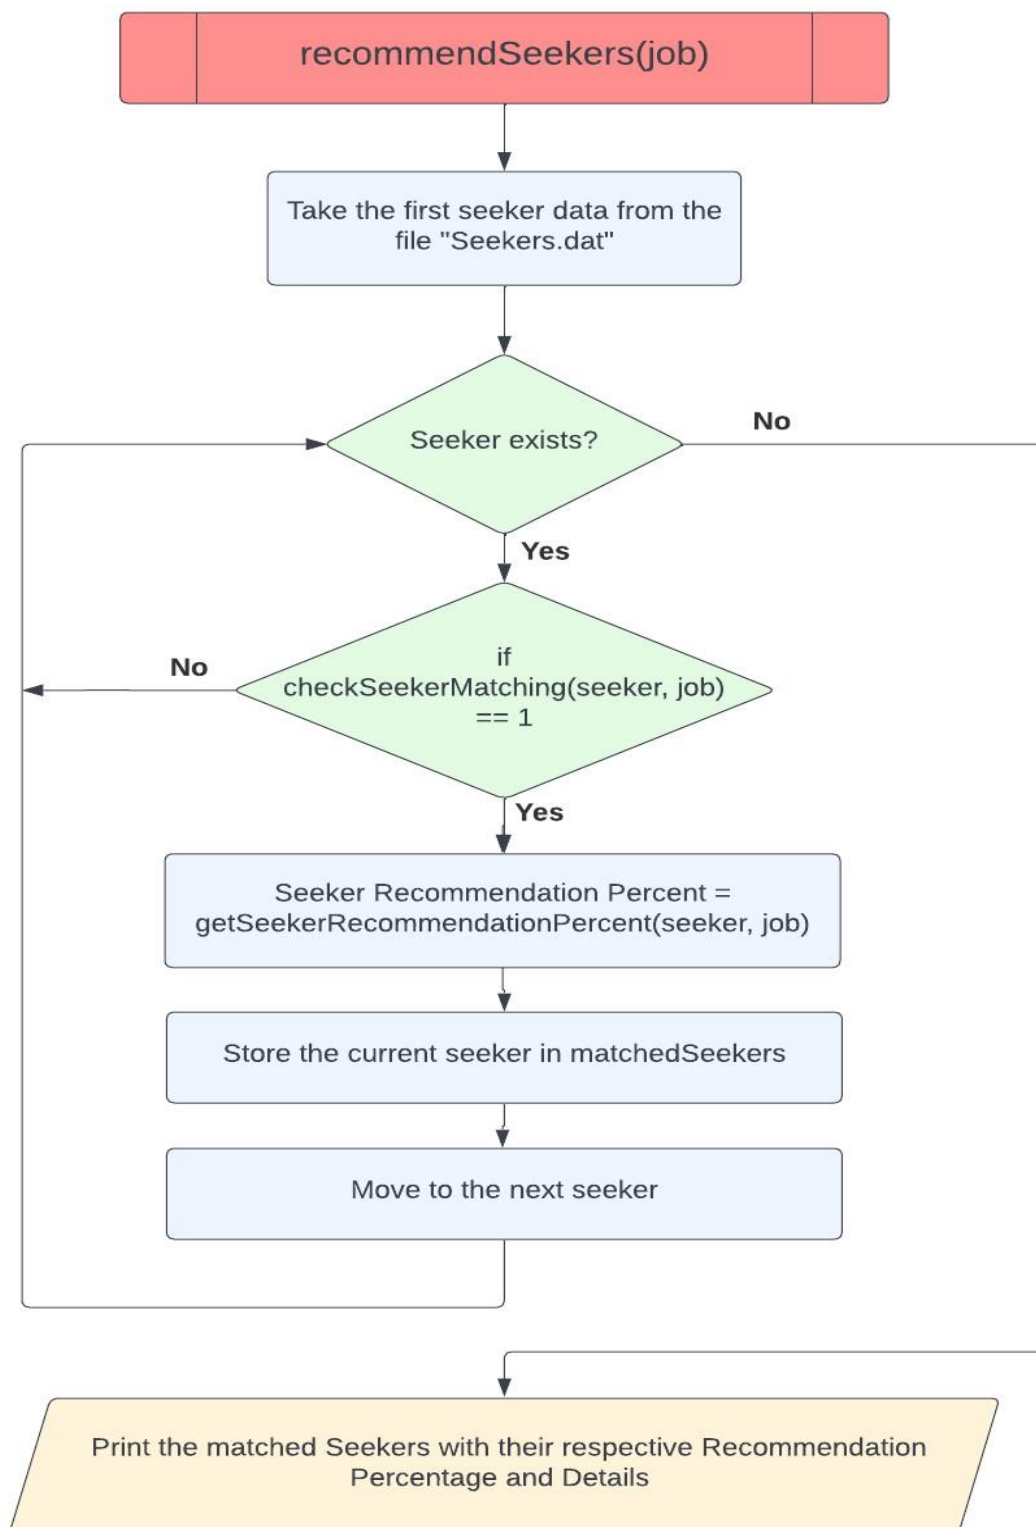 recommendSeekers(job)
Take the first seeker data from the
file "Seekers.dat"
Seeker exists?
No
Yes
if
checkSeekerMatching(seeker, job)
== 1
No
Yes
Seeker Recommendation Percent =
getSeekerRecommendationPercent(seeker, job)
Store the current seeker in matchedSeekers
Move to the next seeker
Print the matched Seekers with their respective Recommendation
Percentage and Details